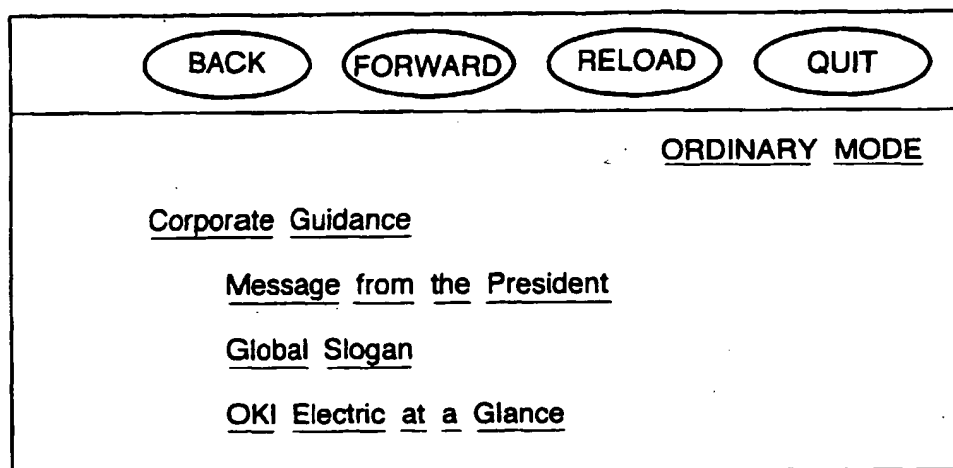 BACK FORWARD RELOAD QUIT
ORDINARY MODE
Corporate Guidance
Message from the President
Global Slogan
OKI Electric at a Glance